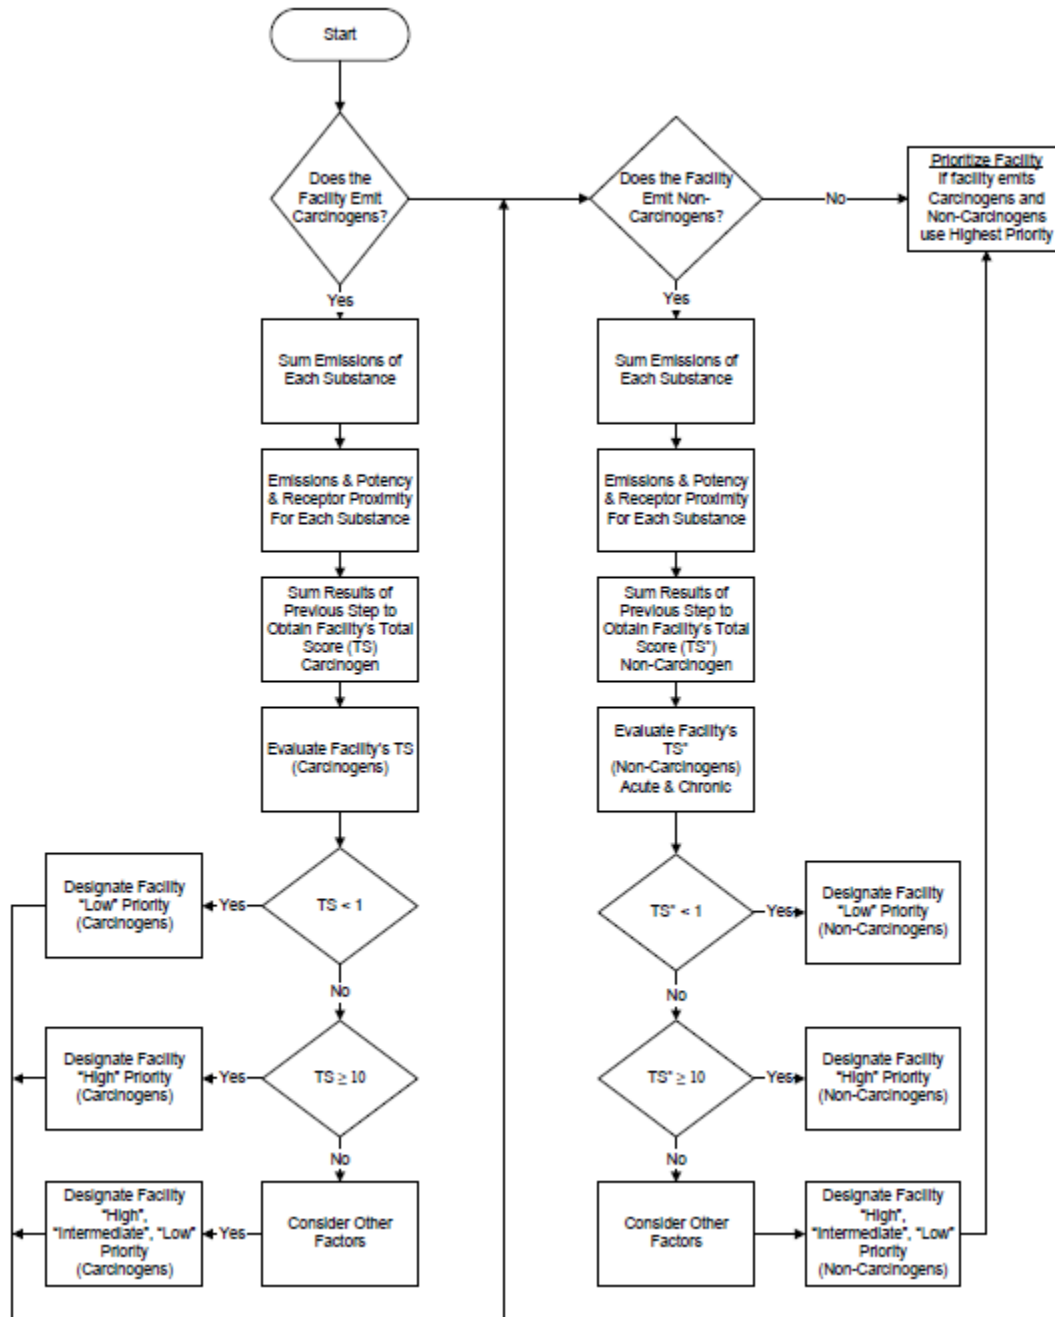 Start
Does the
Facility Emit
Carcinogens?
Does the Facility
Emit Non-
Carcinogens?
No
Prioritize Facility
If facility emits
Carcinogens and
Non-Carcinogens
use Highest Priority
Yes
Sum Emissions of
Each Substance
Emissions & Potency
& Receptor Proximity
For Each Substance
Sum Results of
Previous Step to
Obtain Facility's Total
Score (TS)
Carcinogen
Evaluate Facility's TS
(Carcinogens)
TS < 1
Yes
Designate Facility
"Low" Priority
(Carcinogens)
No
TS ≥ 10
Yes
Designate Facility
"High" Priority
(Carcinogens)
No
Consider Other
Factors
Yes
Designate Facility
"High",
"Intermediate", "Low"
Priority
(Carcinogens)
Yes
Sum Emissions of
Each Substance
Emissions & Potency
& Receptor Proximity
For Each Substance
Sum Results of
Previous Step to
Obtain Facility's Total
Score (TS")
Non-Carcinogen
Evaluate Facility's
TS"
(Non-Carcinogens)
Acute & Chronic
TS" < 1
Yes
Designate Facility
"Low" Priority
(Non-Carcinogens)
No
TS" ≥ 10
Yes
Designate Facility
"High" Priority
(Non-Carcinogens)
No
Consider Other
Factors
Designate Facility
"High",
"Intermediate", "Low"
Priority
(Non-Carcinogens)